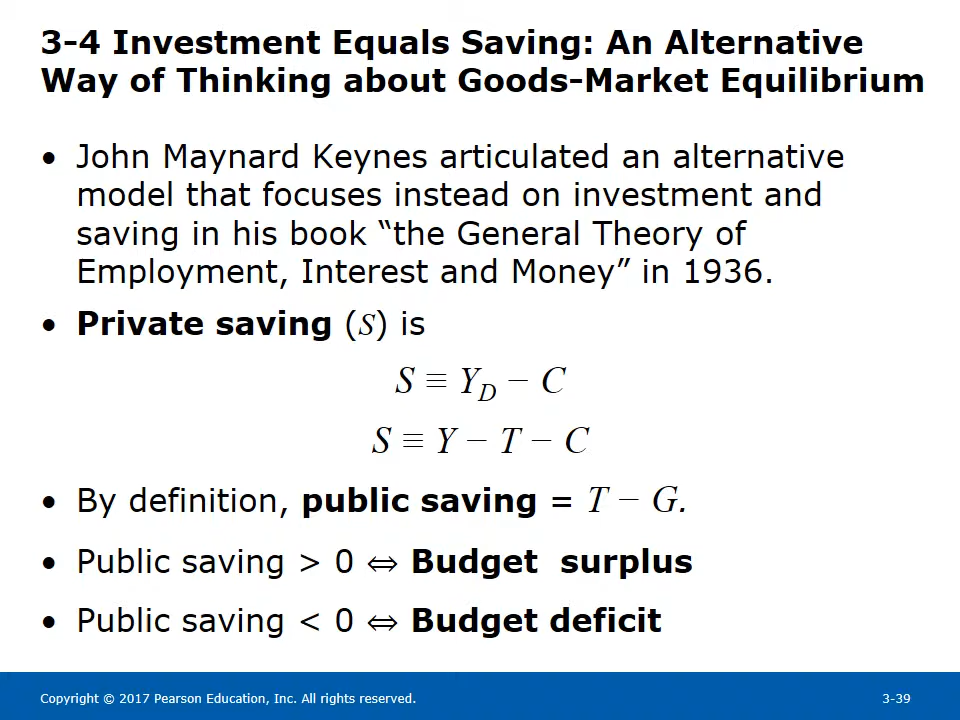 3-4 Investment Equals Saving: An Alternative
Way of Thinking about Goods-Market Equilibrium
• John Maynard Keynes articulated an alternative
model that focuses instead on investment and
saving in his book “the General Theory of
Employment, Interest and Money” in 1936.
• Private saving (S) is
S ≡ Y_D − C
S ≡ Y − T − C
• By definition, public saving = T − G.
• Public saving > 0 ⇔ Budget  surplus
• Public saving < 0 ⇔ Budget deficit
Copyright © 2017 Pearson Education, Inc. All rights reserved.
3-39